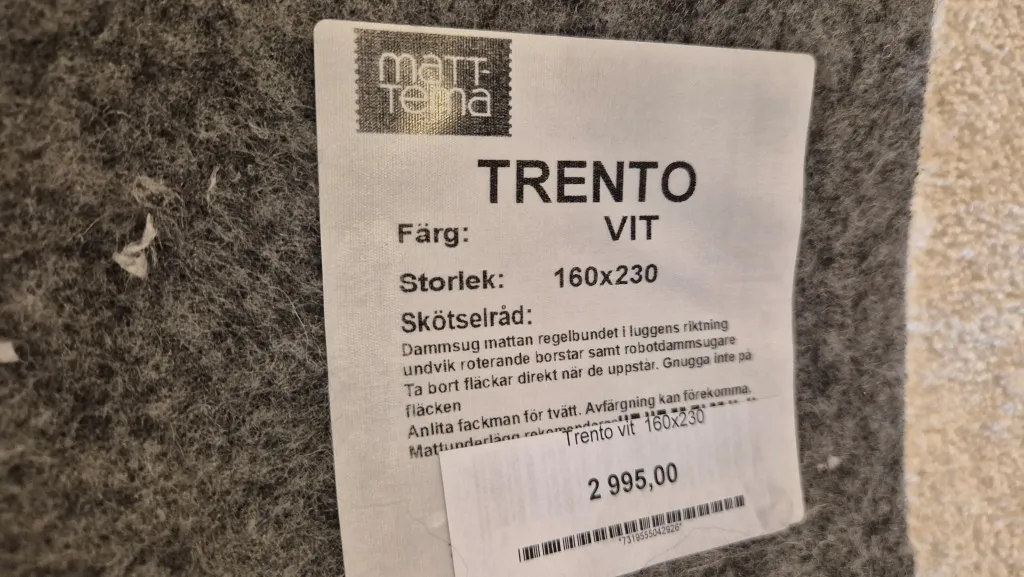 maTT-
Tema
TRENTO
Färg: VIT
Storlek: 160x230
Skötselråd:
Dammsug mattan regelbundet i luggens riktning
undvik roterande borstar samt robotdammsugare
Ta bort fläckar direkt när de uppstår. Gnugga inte på
fläcken
Anlita fackman för tvätt. Avfärgning kan förekomma.
Mattunderlägg
Trento vit 160x230
2 995,00
*7319555042926*